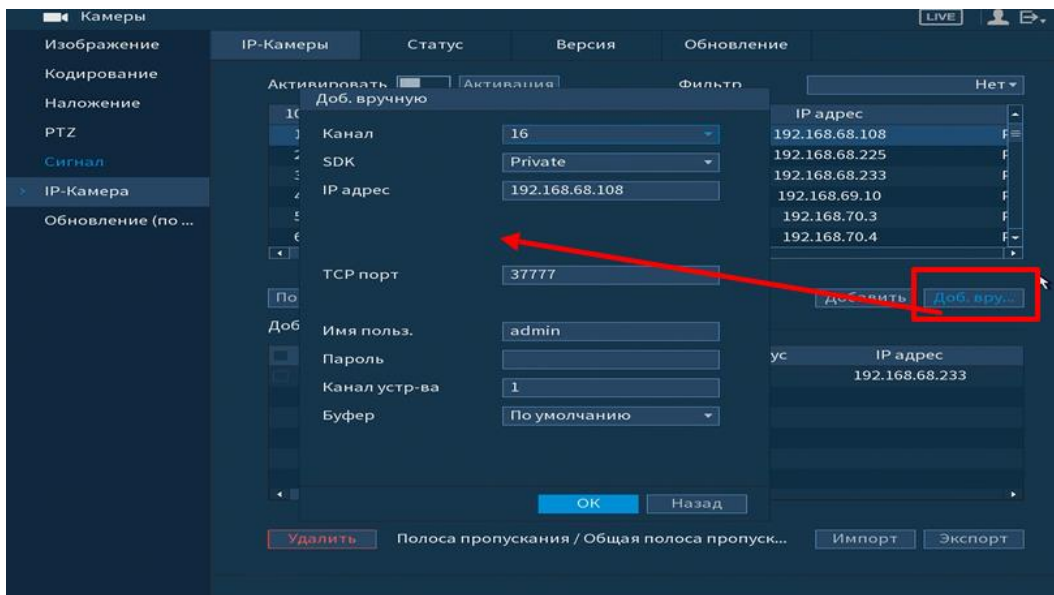 Камеры
LIVE
Изображение
Кодирование
Наложение
PTZ
Сигнал
IP-Камера
Обновление (по ...
IP-Камеры Статус Версия Обновление
Активировать Активация Фильтр Нет
IP адрес
192.168.68.108
192.168.68.225
192.168.68.233
192.168.69.10
192.168.70.3
192.168.70.4
Доб. вручную
Канал 16
SDK Private
IP адрес 192.168.68.108
TCP порт 37777
Имя польз. admin
Пароль
Канал устр-ва 1
Буфер По умолчанию
OK Назад
Добавить Доб. вру...
IP адрес
192.168.68.233
Удалить Полоса пропускания / Общая полоса пропуск... Импорт Экспорт